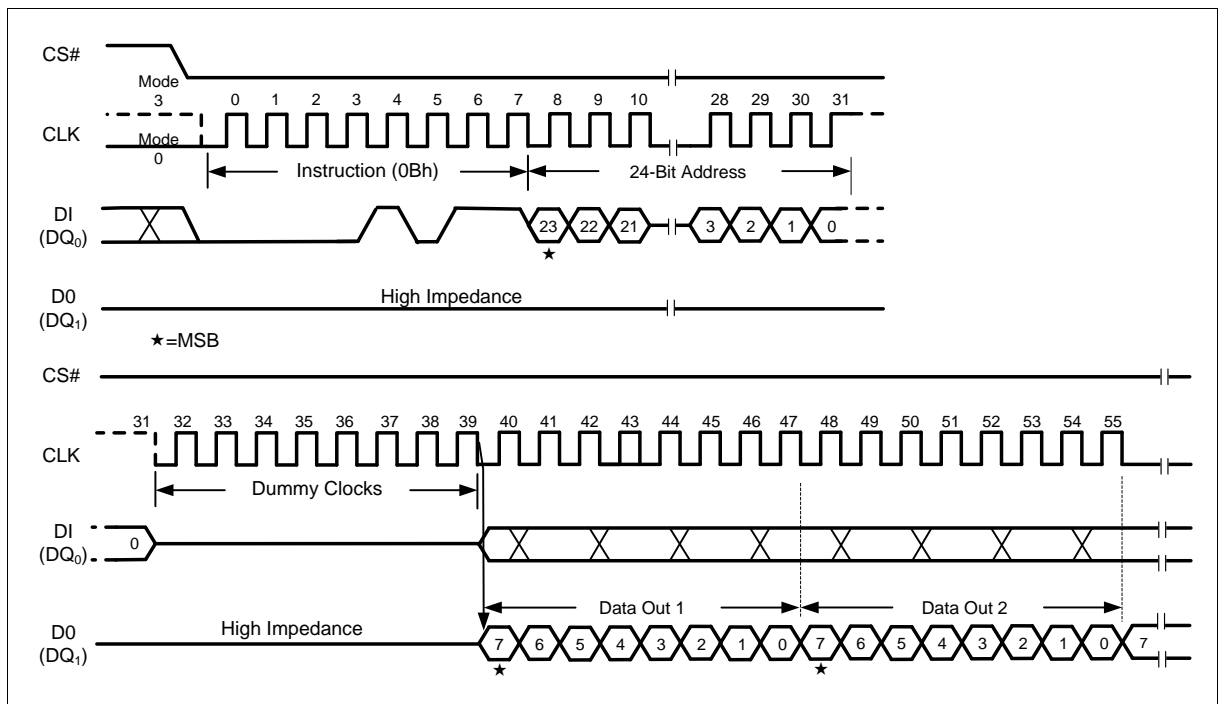 CS#
Mode
3
0 1 2 3 4 5 6 7 8 9 10 28 29 30 31
CLK
Mode
0
Instruction (0Bh) 24-Bit Address
DI
(DQ0)
23 22 21 3 2 1 0
★
D0
(DQ1)
High Impedance
★=MSB
CS#
31 32 33 34 35 36 37 38 39 40 41 42 43 44 45 46 47 48 49 50 51 52 53 54 55
CLK
Dummy Clocks
DI
(DQ0)
0
Data Out 1 Data Out 2
D0
(DQ1)
High Impedance
7 6 5 4 3 2 1 0 7 6 5 4 3 2 1 0 7
★ ★